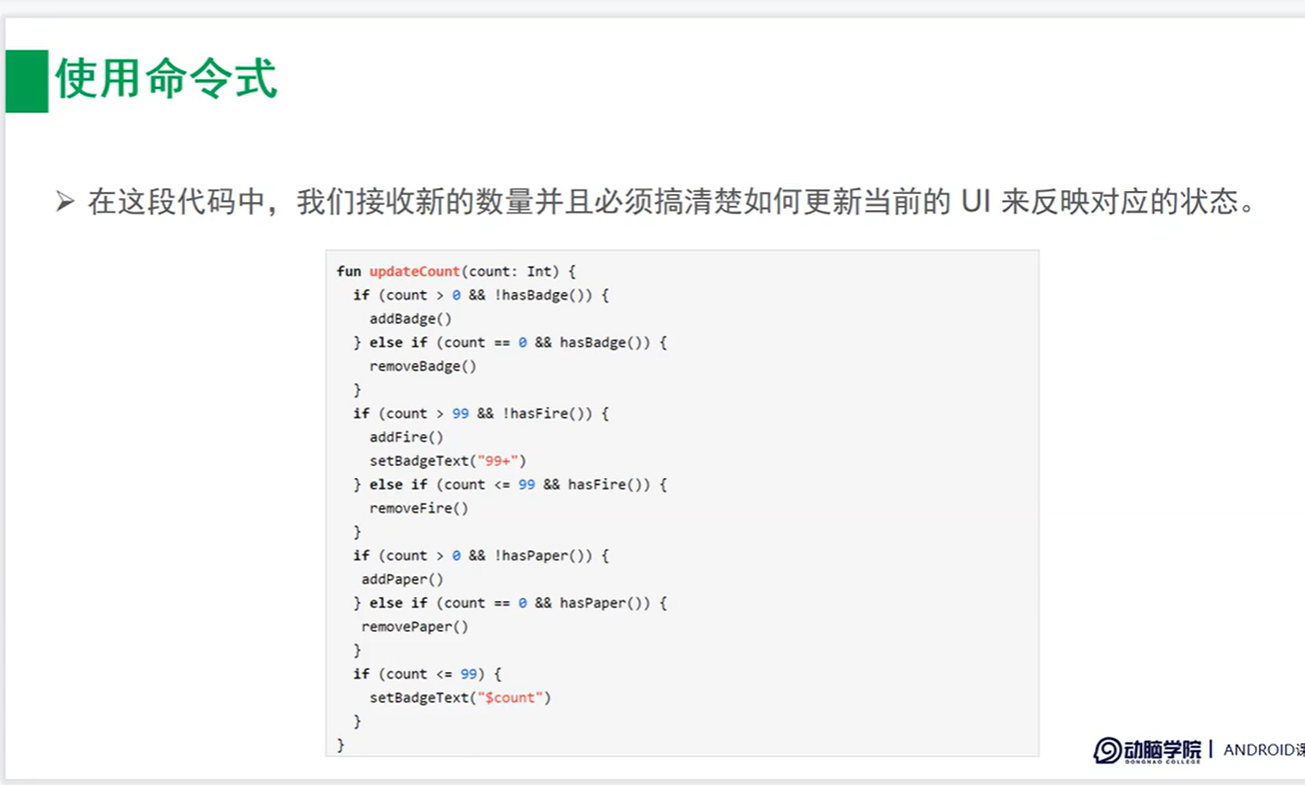 使用命令式
➢ 在这段代码中，我们接收新的数量并且必须搞清楚如何更新当前的 UI 来反映对应的状态。
fun updateCount(count: Int) {
  if (count > 0 && !hasBadge()) {
    addBadge()
  } else if (count == 0 && hasBadge()) {
    removeBadge()
  }
  if (count > 99 && !hasFire()) {
    addFire()
    setBadgeText("99+")
  } else if (count <= 99 && hasFire()) {
    removeFire()
  }
  if (count > 0 && !hasPaper()) {
   addPaper()
  } else if (count == 0 && hasPaper()) {
   removePaper()
  }
  if (count <= 99) {
    setBadgeText("$count")
  }
}
动脑学院 | ANDROID课
DONGNAO COLLEGE